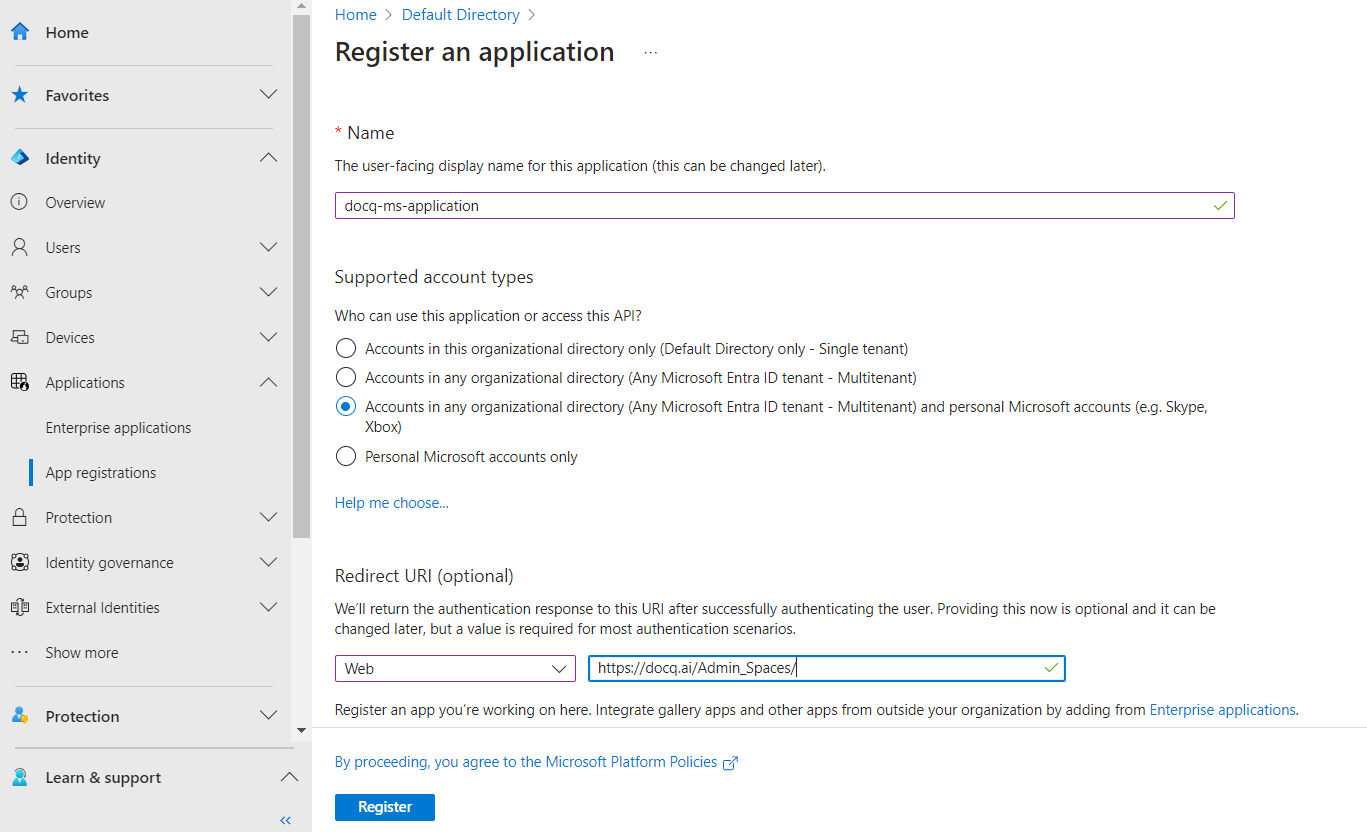 Home
Favorites
Identity
Overview
Users
Groups
Devices
Applications
Enterprise applications
App registrations
Protection
Identity governance
External Identities
Show more
Protection
Learn & support
Home > Default Directory >
Register an application ...
* Name
The user-facing display name for this application (this can be changed later).
docq-ms-application
Supported account types
Who can use this application or access this API?
Accounts in this organizational directory only (Default Directory only - Single tenant)
Accounts in any organizational directory (Any Microsoft Entra ID tenant - Multitenant)
Accounts in any organizational directory (Any Microsoft Entra ID tenant - Multitenant) and personal Microsoft accounts (e.g. Skype,
Xbox)
Personal Microsoft accounts only
Help me choose...
Redirect URI (optional)
We'll return the authentication response to this URI after successfully authenticating the user. Providing this now is optional and it can be
changed later, but a value is required for most authentication scenarios.
Web
https://docq.ai/Admin_Spaces/
Register an app you're working on here. Integrate gallery apps and other apps from outside your organization by adding from Enterprise applications.
By proceeding, you agree to the Microsoft Platform Policies
Register